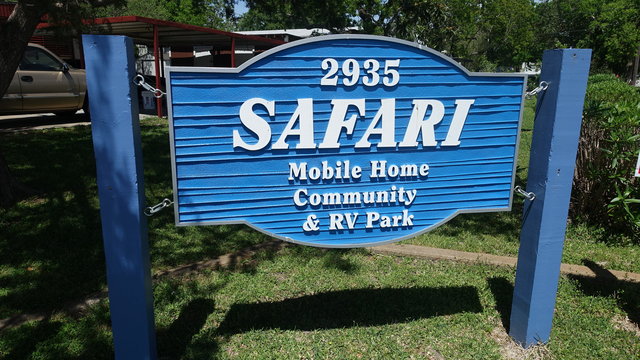 2935
SAFARI
Mobile Home
Community
& RV Park